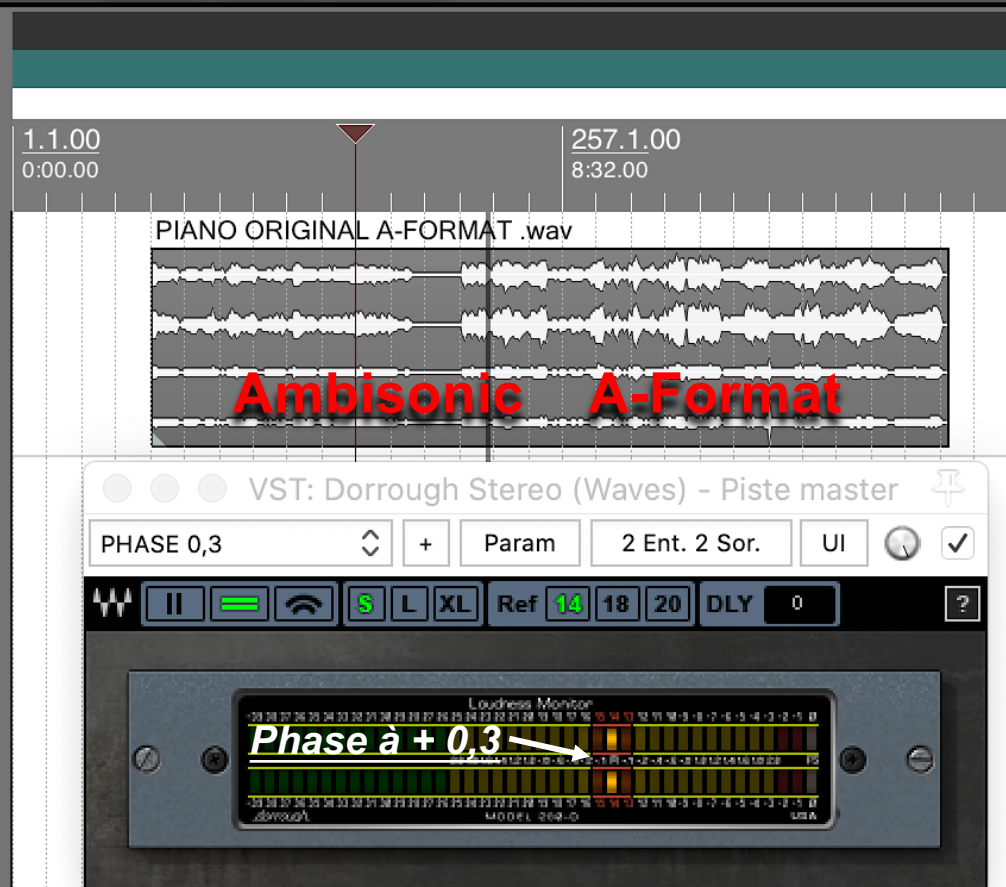 1.1.00
257.1.00
0:00.00
8:32.00
PIANO ORIGINAL A-FORMAT .wav
Ambisonic A-Format
VST: Dorrough Stereo (Waves) - Piste master
PHASE 0,3
+
Param
2 Ent. 2 Sor.
UI
S L XL Ref 14 18 20 DLY 0 ?
Loudness Monitor
Phase à + 0,3
dorrough
MODEL 280-D
USA